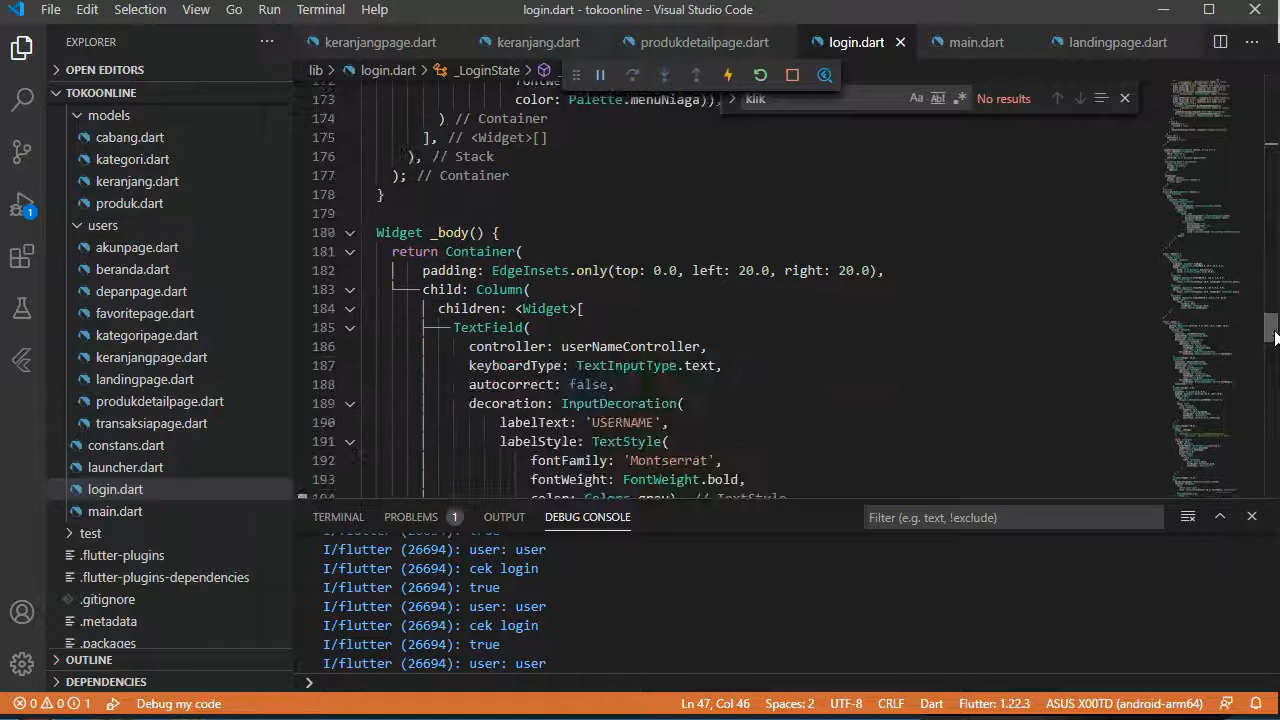 File Edit Selection View Go Run Terminal Help
login.dart - tokoonline - Visual Studio Code
EXPLORER
OPEN EDITORS
TOKOONLINE
models
cabang.dart
kategori.dart
keranjang.dart
produk.dart
users
akunpage.dart
beranda.dart
depanpage.dart
favoritepage.dart
kategoripage.dart
keranjangpage.dart
landingpage.dart
produkdetailpage.dart
transaksiapage.dart
constans.dart
launcher.dart
login.dart
main.dart
test
.flutter-plugins
.flutter-plugins-dependencies
.gitignore
.metadata
.packages
OUTLINE
DEPENDENCIES
keranjangpage.dart keranjang.dart produkdetailpage.dart login.dart main.dart landingpage.dart
lib > login.dart > _LoginState >
klik
Aa
No results
173 color: Palette.menuNiaga)),
174 ) // Container
175 ], // <Widget>[]
176 ), // Stack
177 ); // Container
178 }
179
180 Widget _body() {
181 return Container(
182 padding: EdgeInsets.only(top: 0.0, left: 20.0, right: 20.0),
183 child: Column(
184 children: <Widget>[
185 TextField(
186 controller: userNameController,
187 keyboardType: TextInputType.text,
188 autocorrect: false,
189 decoration: InputDecoration(
190 labelText: 'USERNAME',
191 labelStyle: TextStyle(
192 fontFamily: 'Montserrat',
193 fontWeight: FontWeight.bold,
194 color: Colors.grey), // TextStyle
TERMINAL PROBLEMS 1 OUTPUT DEBUG CONSOLE
Filter (e.g. text, !exclude)
I/flutter (26694): true
I/flutter (26694): user: user
I/flutter (26694): cek login
I/flutter (26694): true
I/flutter (26694): user: user
I/flutter (26694): cek login
I/flutter (26694): true
I/flutter (26694): user: user
1
0 0 1 Debug my code
Ln 47, Col 46 Spaces: 2 UTF-8 CRLF Dart Flutter: 1.22.3 ASUS X00TD (android-arm64)